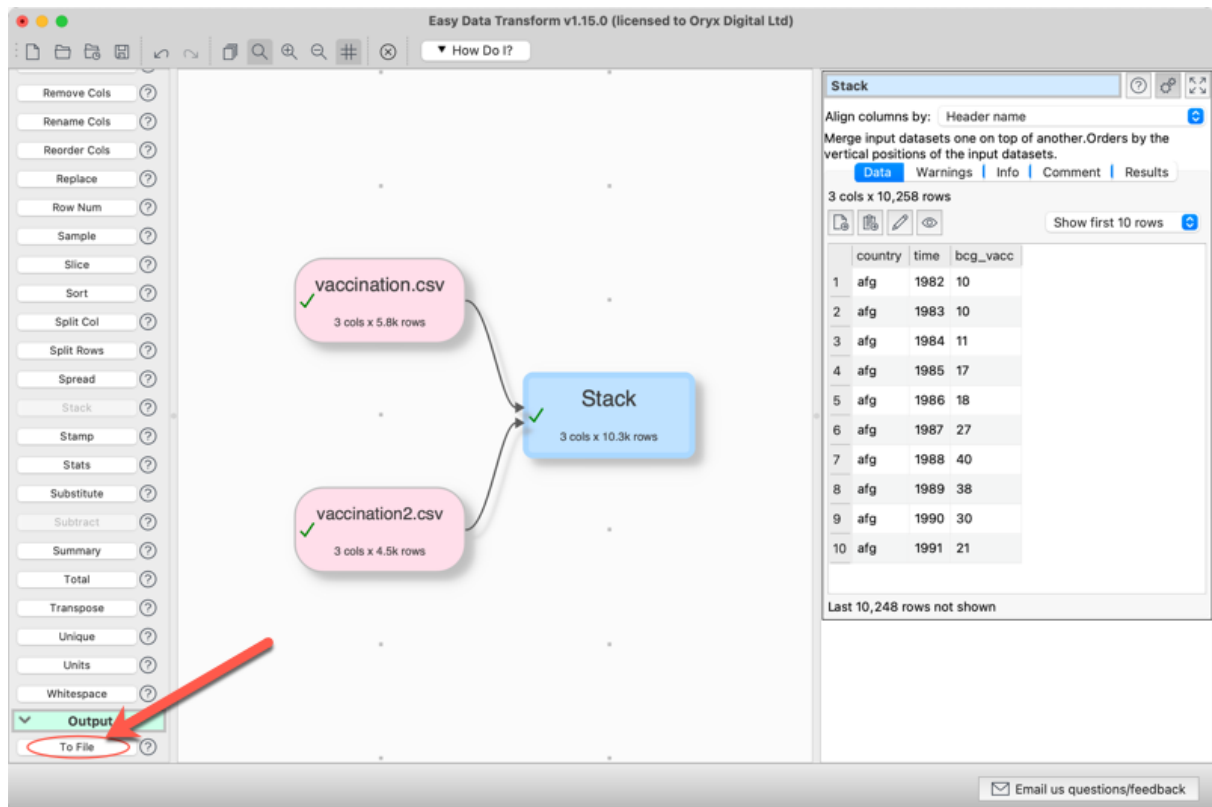 Easy Data Transform v1.15.0 (licensed to Oryx Digital Ltd)
How Do I?
Remove Cols
Rename Cols
Reorder Cols
Replace
Row Num
Sample
Slice
Sort
Split Col
Split Rows
Spread
Stack
Stamp
Stats
Substitute
Subtract
Summary
Total
Transpose
Unique
Units
Whitespace
Output
To File
vaccination.csv
3 cols x 5.8k rows
vaccination2.csv
3 cols x 4.5k rows
Stack
3 cols x 10.3k rows
Stack
Align columns by: Header name
Merge input datasets one on top of another.Orders by the
vertical positions of the input datasets.
Data Warnings Info Comment Results
3 cols x 10,258 rows
Show first 10 rows
country time bcg_vacc
1 afg 1982 10
2 afg 1983 10
3 afg 1984 11
4 afg 1985 17
5 afg 1986 18
6 afg 1987 27
7 afg 1988 40
8 afg 1989 38
9 afg 1990 30
10 afg 1991 21
Last 10,248 rows not shown
Email us questions/feedback